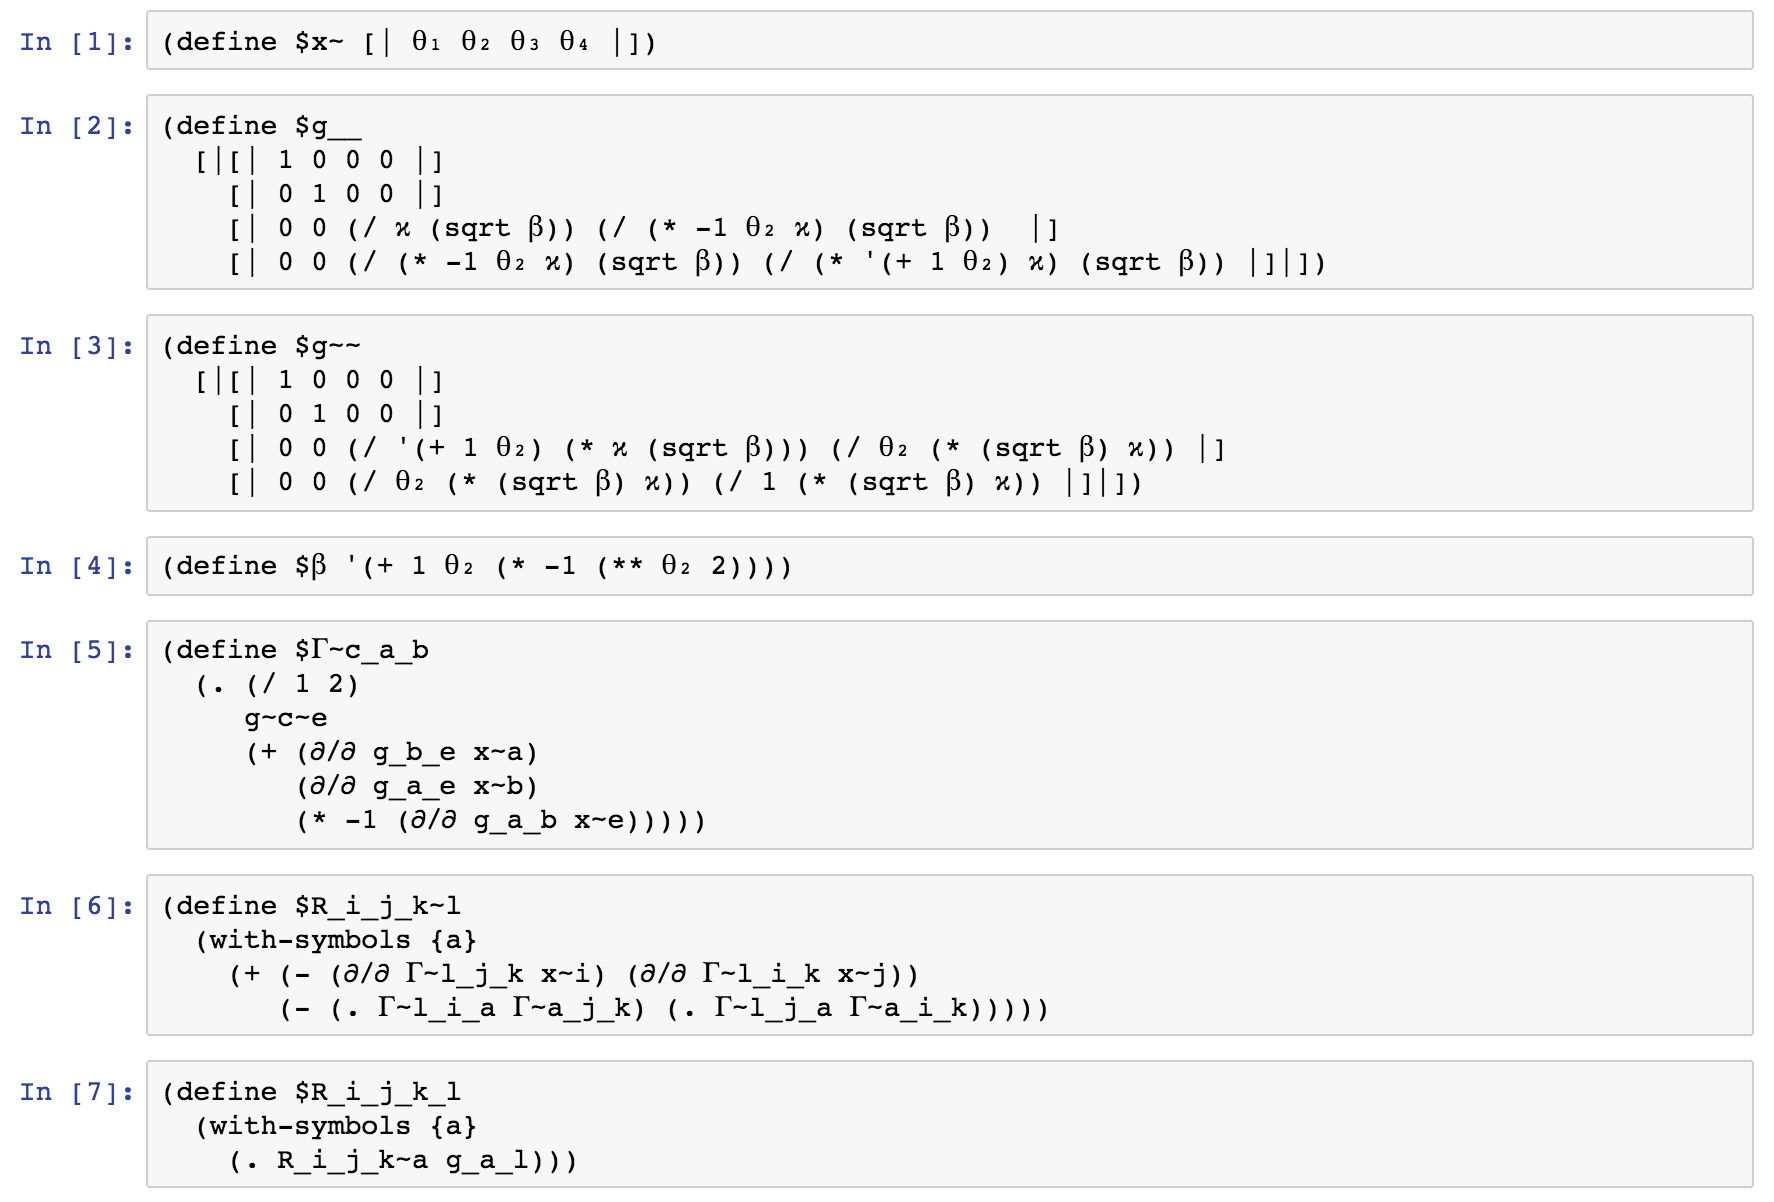 In [1]: (define $x~ [| θ₁ θ₂ θ₃ θ₄ |])
In [2]: (define $g__
[|[| 1 0 0 0 |]
[| 0 1 0 0 |]
[| 0 0 (/ ϰ (sqrt β)) (/ (* -1 θ₂ ϰ) (sqrt β))  |]
[| 0 0 (/ (* -1 θ₂ ϰ) (sqrt β)) (/ (* '(+ 1 θ₂) ϰ) (sqrt β)) |]|])
In [3]: (define $g~~
[|[| 1 0 0 0 |]
[| 0 1 0 0 |]
[| 0 0 (/ '(+ 1 θ₂) (* ϰ (sqrt β))) (/ θ₂ (* (sqrt β) ϰ)) |]
[| 0 0 (/ θ₂ (* (sqrt β) ϰ)) (/ 1 (* (sqrt β) ϰ)) |]|])
In [4]: (define $β '(+ 1 θ₂ (* -1 (** θ₂ 2))))
In [5]: (define $Γ~c_a_b
(. (/ 1 2)
g~c~e
(+ (∂/∂ g_b_e x~a)
(∂/∂ g_a_e x~b)
(* -1 (∂/∂ g_a_b x~e)))))
In [6]: (define $R_i_j_k~l
(with-symbols {a}
(+ (- (∂/∂ Γ~l_j_k x~i) (∂/∂ Γ~l_i_k x~j))
(- (. Γ~l_i_a Γ~a_j_k) (. Γ~l_j_a Γ~a_i_k)))))
In [7]: (define $R_i_j_k_l
(with-symbols {a}
(. R_i_j_k~a g_a_l)))